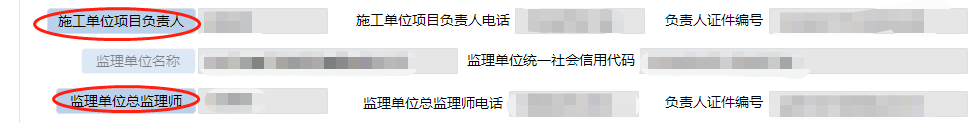 施工单位项目负责人 施工单位项目负责人电话 负责人证件编号
监理单位名称 监理单位统一社会信用代码
监理单位总监理师 监理单位总监理师电话 负责人证件编号